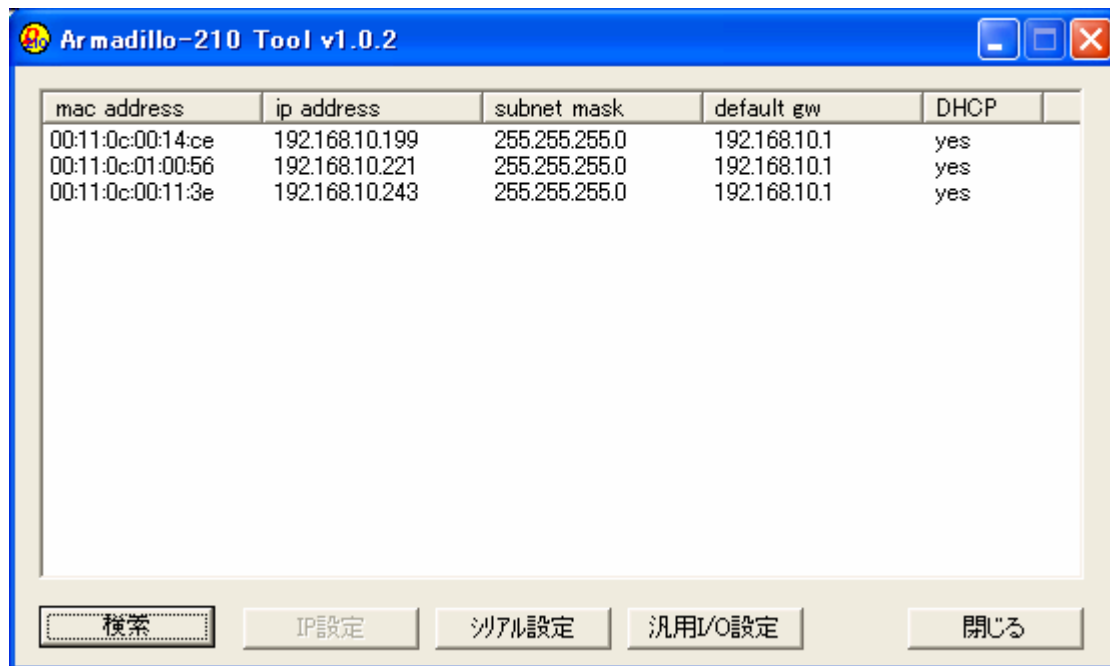 Armadillo-210 Tool v1.0.2
mac address ip address subnet mask default gw DHCP
00:11:0c:00:14:ce 192.168.10.199 255.255.255.0 192.168.10.1 yes
00:11:0c:01:00:56 192.168.10.221 255.255.255.0 192.168.10.1 yes
00:11:0c:00:11:3e 192.168.10.243 255.255.255.0 192.168.10.1 yes
検索 IP設定 シリアル設定 汎用I/O設定 閉じる